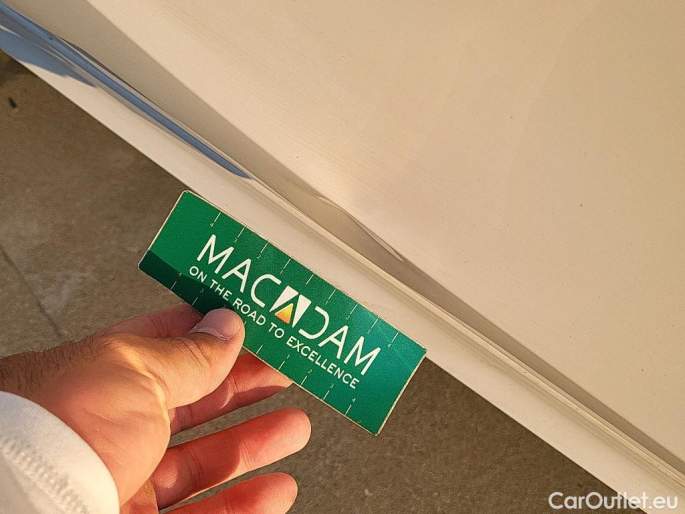 MACADAM
ON THE ROAD TO EXCELLENCE
CarOutlet.eu